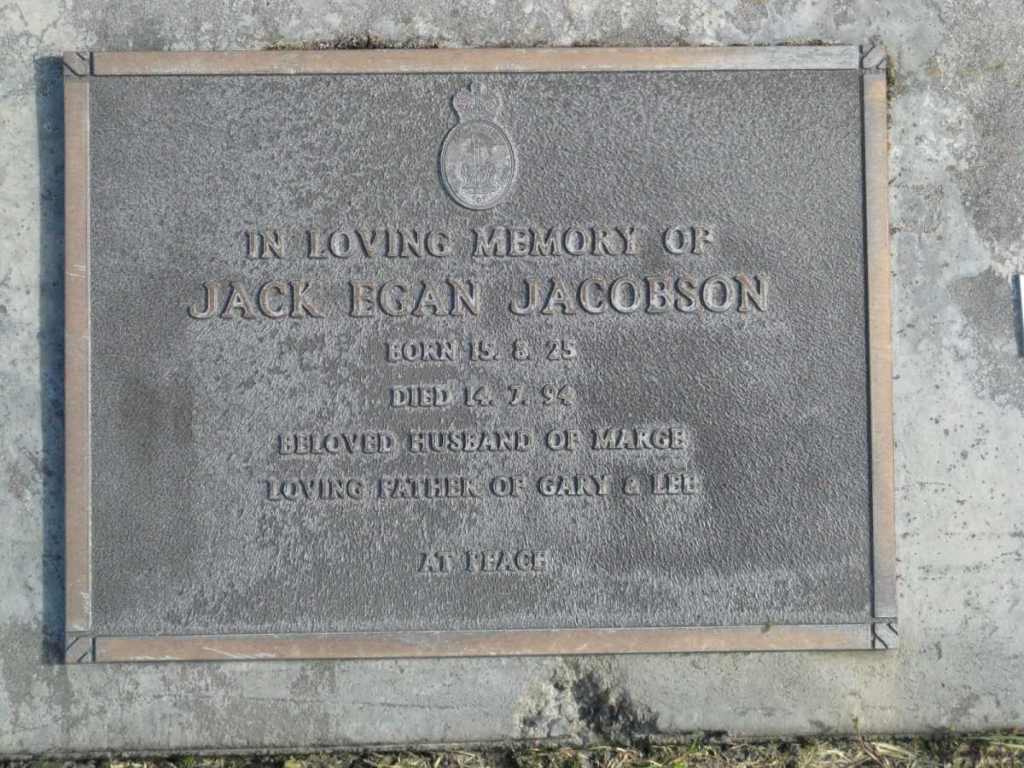 IN LOVING MEMORY OF
JACK EGAN JACOBSON
BORN 15. 8. 25
DIED 14. 7. 94
BELOVED HUSBAND OF MARGE
LOVING FATHER OF GARY & LEE
AT PEACE